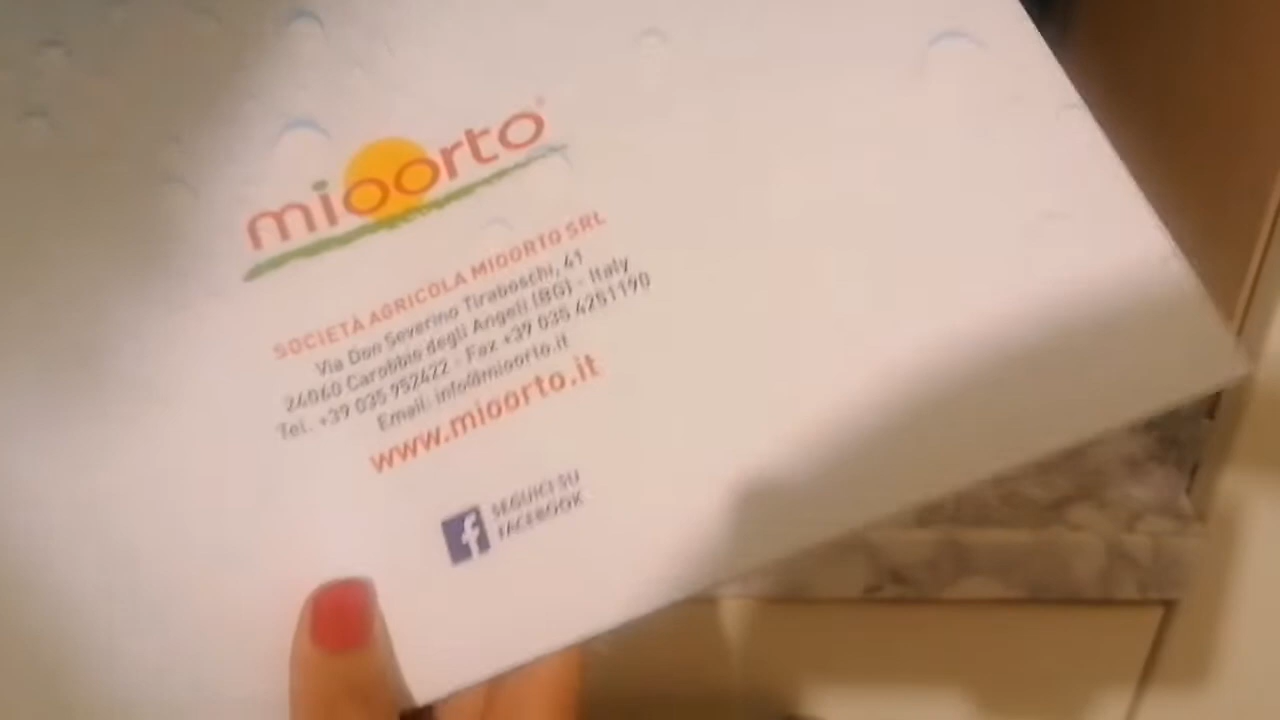 mioorto®
SOCIETÀ AGRICOLA MIOORTO SRL
Via Don Severino Tiraboschi, 41
24060 Carobbio degli Angeli (BG) - Italy
Tel. +39 035 952422 - Fax +39 035 4251190
Email: info@mioorto.it
www.mioorto.it
f
SEGUICI SU
FACEBOOK